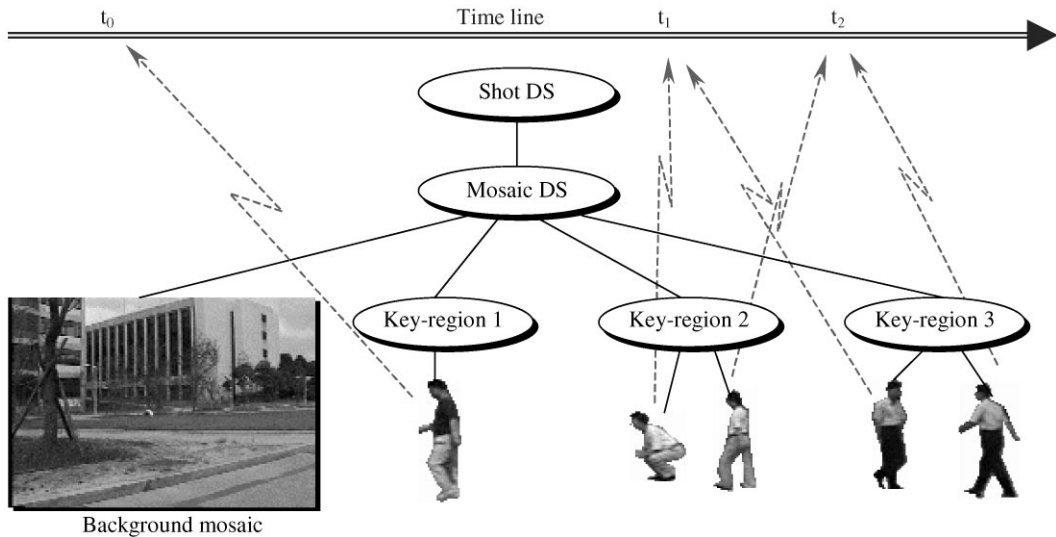 t₀ Time line t₁ t₂
Shot DS
Mosaic DS
Key-region 1 Key-region 2 Key-region 3
Background mosaic